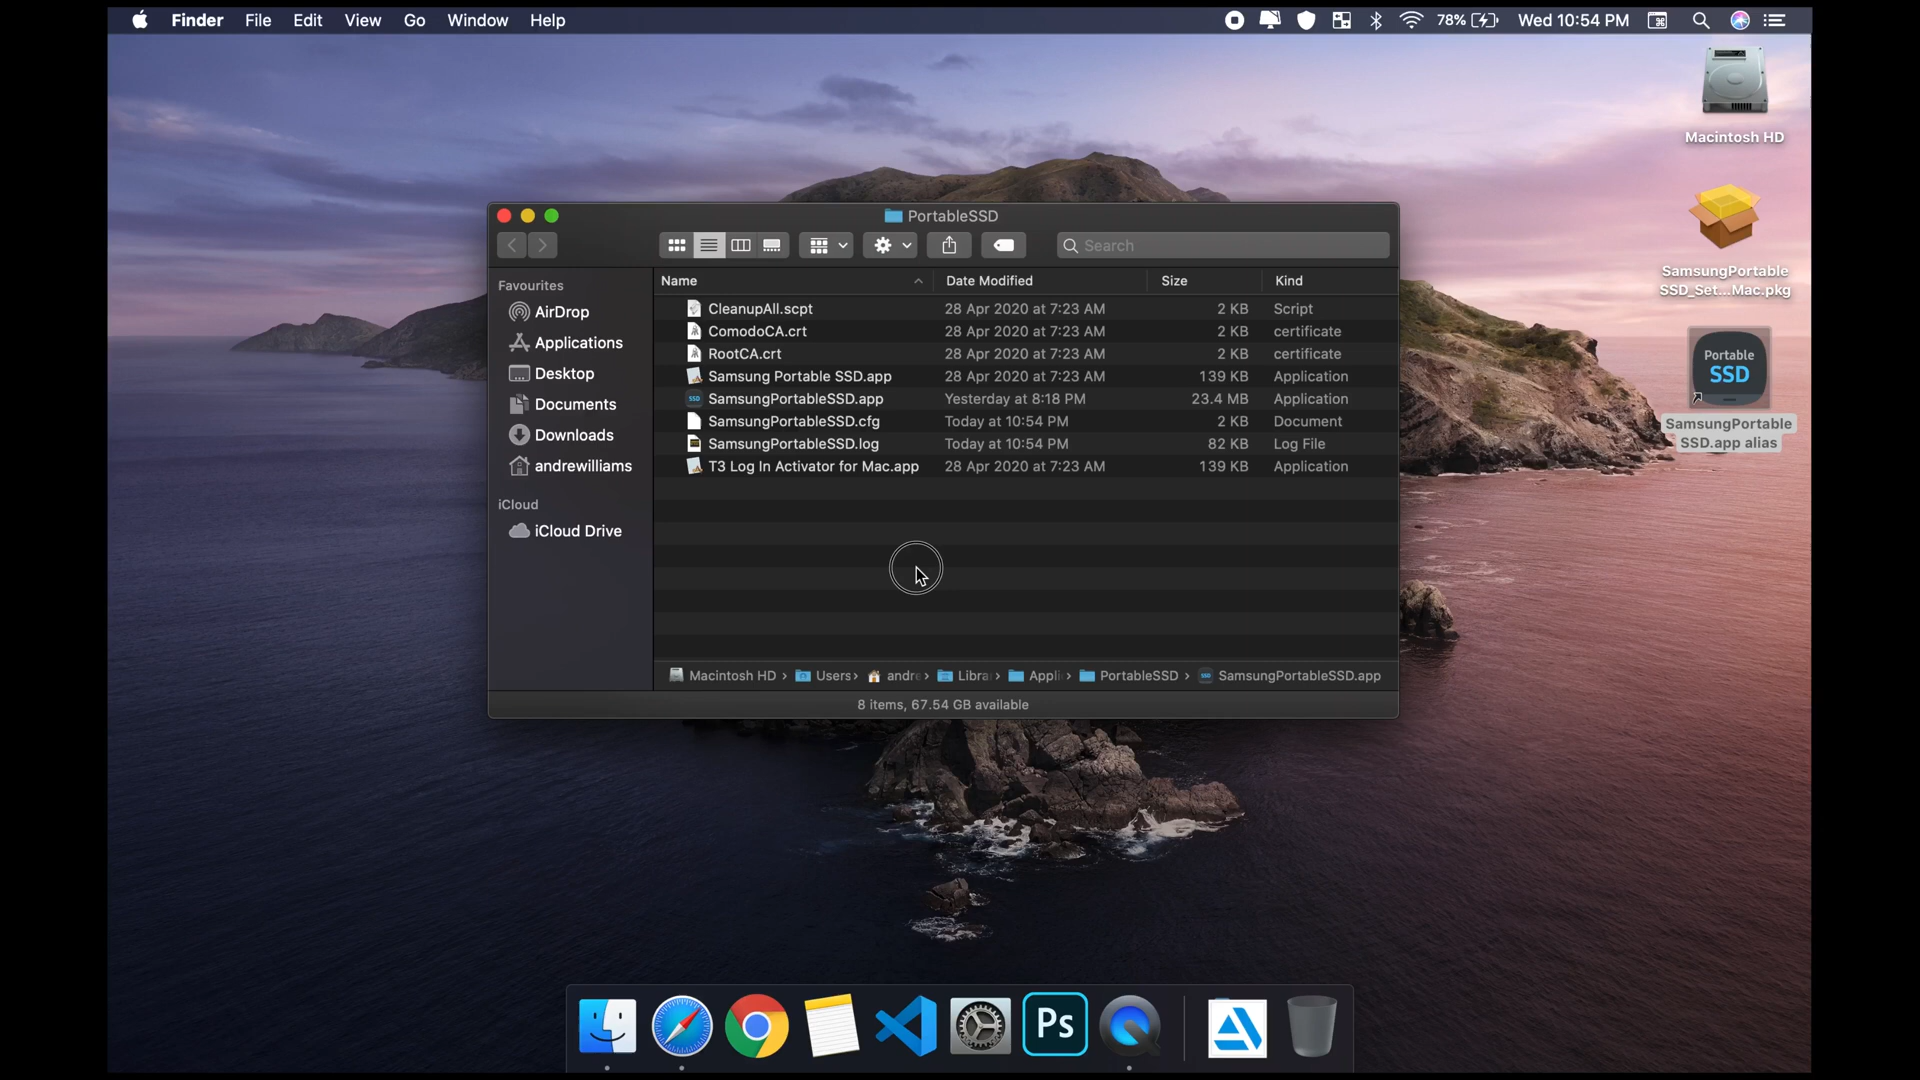 Finder File Edit View Go Window Help 78% Wed 10:54 PM
Macintosh HD
SamsungPortable
SSD_Set...Mac.pkg
Portable
SSD
SamsungPortable
SSD.app alias
PortableSSD
Search
Favourites
AirDrop
Applications
Desktop
Documents
Downloads
andrewilliams
iCloud
iCloud Drive
Name Date Modified Size Kind
CleanupAll.scpt 28 Apr 2020 at 7:23 AM 2 KB Script
ComodoCA.crt 28 Apr 2020 at 7:23 AM 2 KB certificate
RootCA.crt 28 Apr 2020 at 7:23 AM 2 KB certificate
Samsung Portable SSD.app 28 Apr 2020 at 7:23 AM 139 KB Application
SamsungPortableSSD.app Yesterday at 8:18 PM 23.4 MB Application
SamsungPortableSSD.cfg Today at 10:54 PM 2 KB Document
SamsungPortableSSD.log Today at 10:54 PM 82 KB Log File
T3 Log In Activator for Mac.app 28 Apr 2020 at 7:23 AM 139 KB Application
Macintosh HD › Users › andre › Libra › Appli › PortableSSD › SamsungPortableSSD.app
8 items, 67.54 GB available
Ps